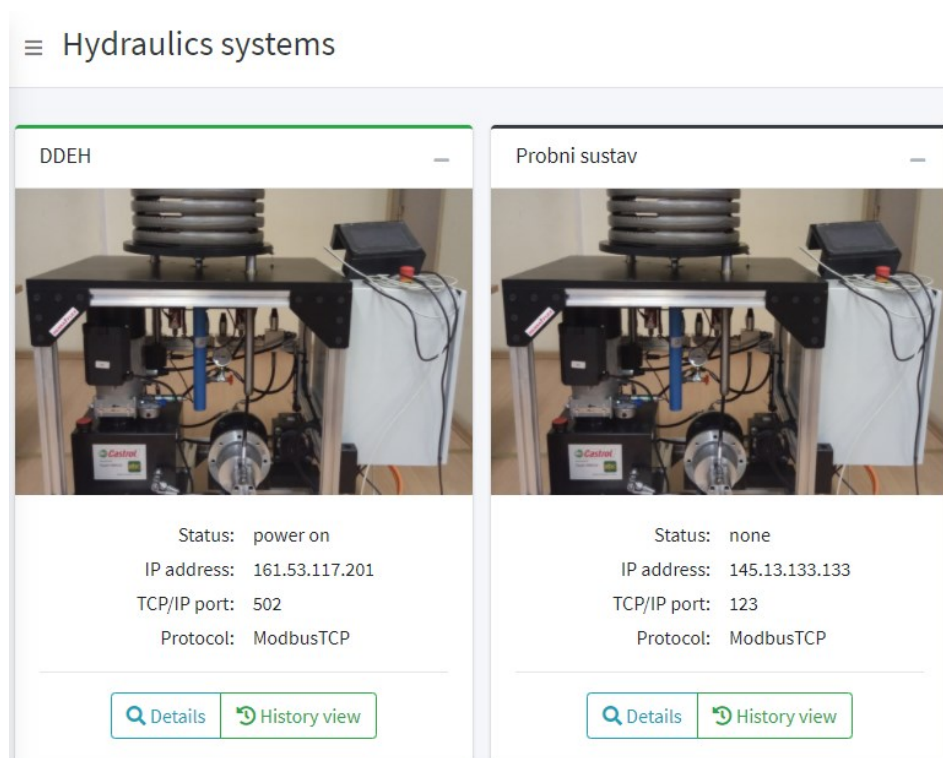 Hydraulics systems
DDEH
Castrol
Status: power on
IP address: 161.53.117.201
TCP/IP port: 502
Protocol: ModbusTCP
Details
History view
Probni sustav
Castrol
Status: none
IP address: 145.13.133.133
TCP/IP port: 123
Protocol: ModbusTCP
Details
History view